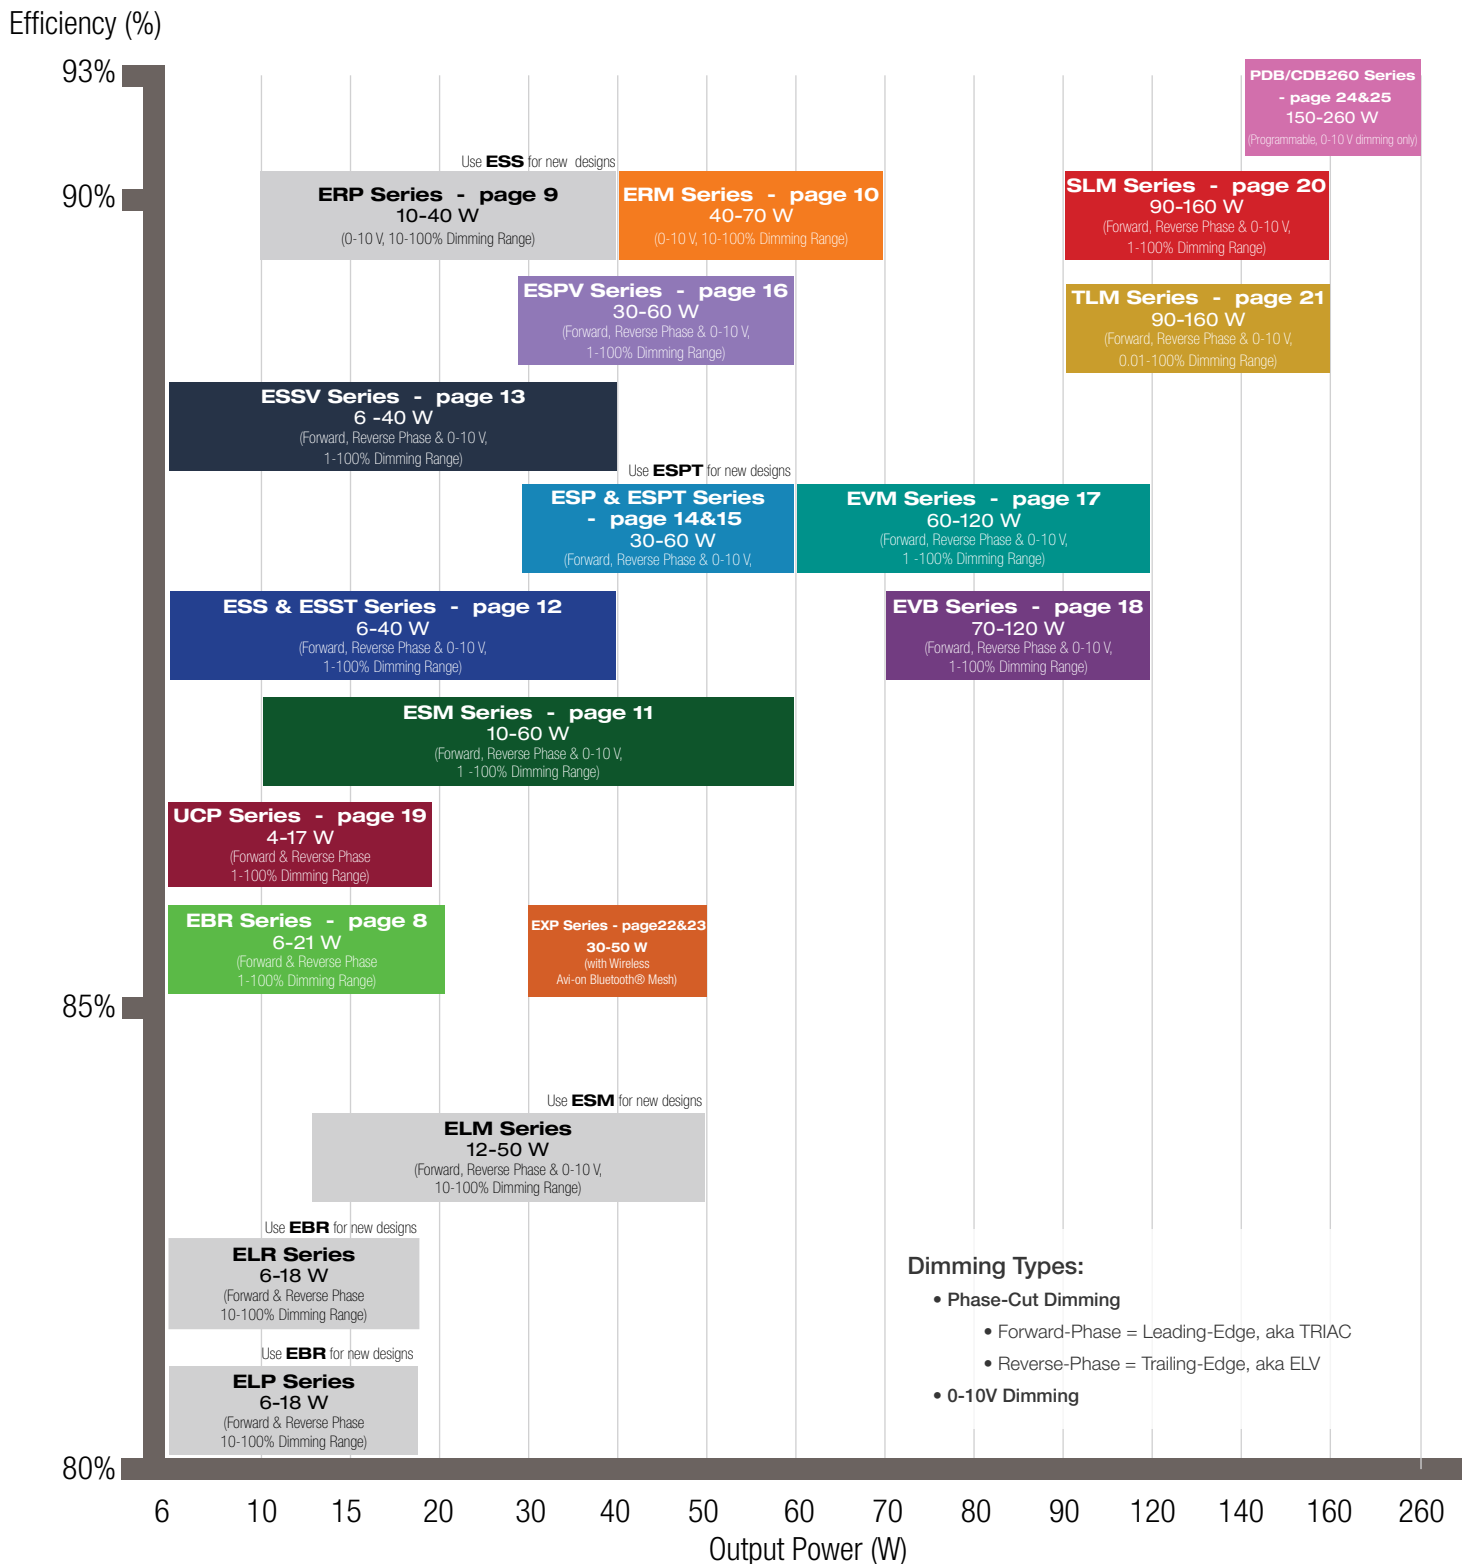 Efficiency (%)
93%
PDB/CDB260 Series
- page 24&25
150-260 W
(Programmable, 0-10 V dimming only)
90%
Use ESS for new designs
ERP Series - page 9
10-40 W
(0-10 V, 10-100% Dimming Range)
ERM Series - page 10
40-70 W
(0-10 V, 10-100% Dimming Range)
SLM Series - page 20
90-160 W
(Forward, Reverse Phase & 0-10 V,
1-100% Dimming Range)
ESPV Series - page 16
30-60 W
(Forward, Reverse Phase & 0-10 V,
1-100% Dimming Range)
TLM Series - page 21
90-160 W
(Forward, Reverse Phase & 0-10 V,
0.01-100% Dimming Range)
ESSV Series - page 13
6 -40 W
(Forward, Reverse Phase & 0-10 V,
1-100% Dimming Range)
Use ESPT for new designs
ESP & ESPT Series
- page 14&15
30-60 W
(Forward, Reverse Phase & 0-10 V,
EVM Series - page 17
60-120 W
(Forward, Reverse Phase & 0-10 V,
1 -100% Dimming Range)
ESS & ESST Series - page 12
6-40 W
(Forward, Reverse Phase & 0-10 V,
1-100% Dimming Range)
EVB Series - page 18
70-120 W
(Forward, Reverse Phase & 0-10 V,
1-100% Dimming Range)
ESM Series - page 11
10-60 W
(Forward, Reverse Phase & 0-10 V,
1 -100% Dimming Range)
UCP Series - page 19
4-17 W
(Forward & Reverse Phase
1-100% Dimming Range)
EBR Series - page 8
6-21 W
(Forward & Reverse Phase
1-100% Dimming Range)
EXP Series - page22&23
30-50 W
(with Wireless
Avi-on Bluetooth® Mesh)
85%
Use ESM for new designs
ELM Series
12-50 W
(Forward, Reverse Phase & 0-10 V,
10-100% Dimming Range)
Use EBR for new designs
ELR Series
6-18 W
(Forward & Reverse Phase
10-100% Dimming Range)
Use EBR for new designs
ELP Series
6-18 W
(Forward & Reverse Phase
10-100% Dimming Range)
Dimming Types:
• Phase-Cut Dimming
• Forward-Phase = Leading-Edge, aka TRIAC
• Reverse-Phase = Trailing-Edge, aka ELV
• 0-10V Dimming
80%
6 10 15 20 30 40 50 60 70 80 90 120 140 160 260
Output Power (W)